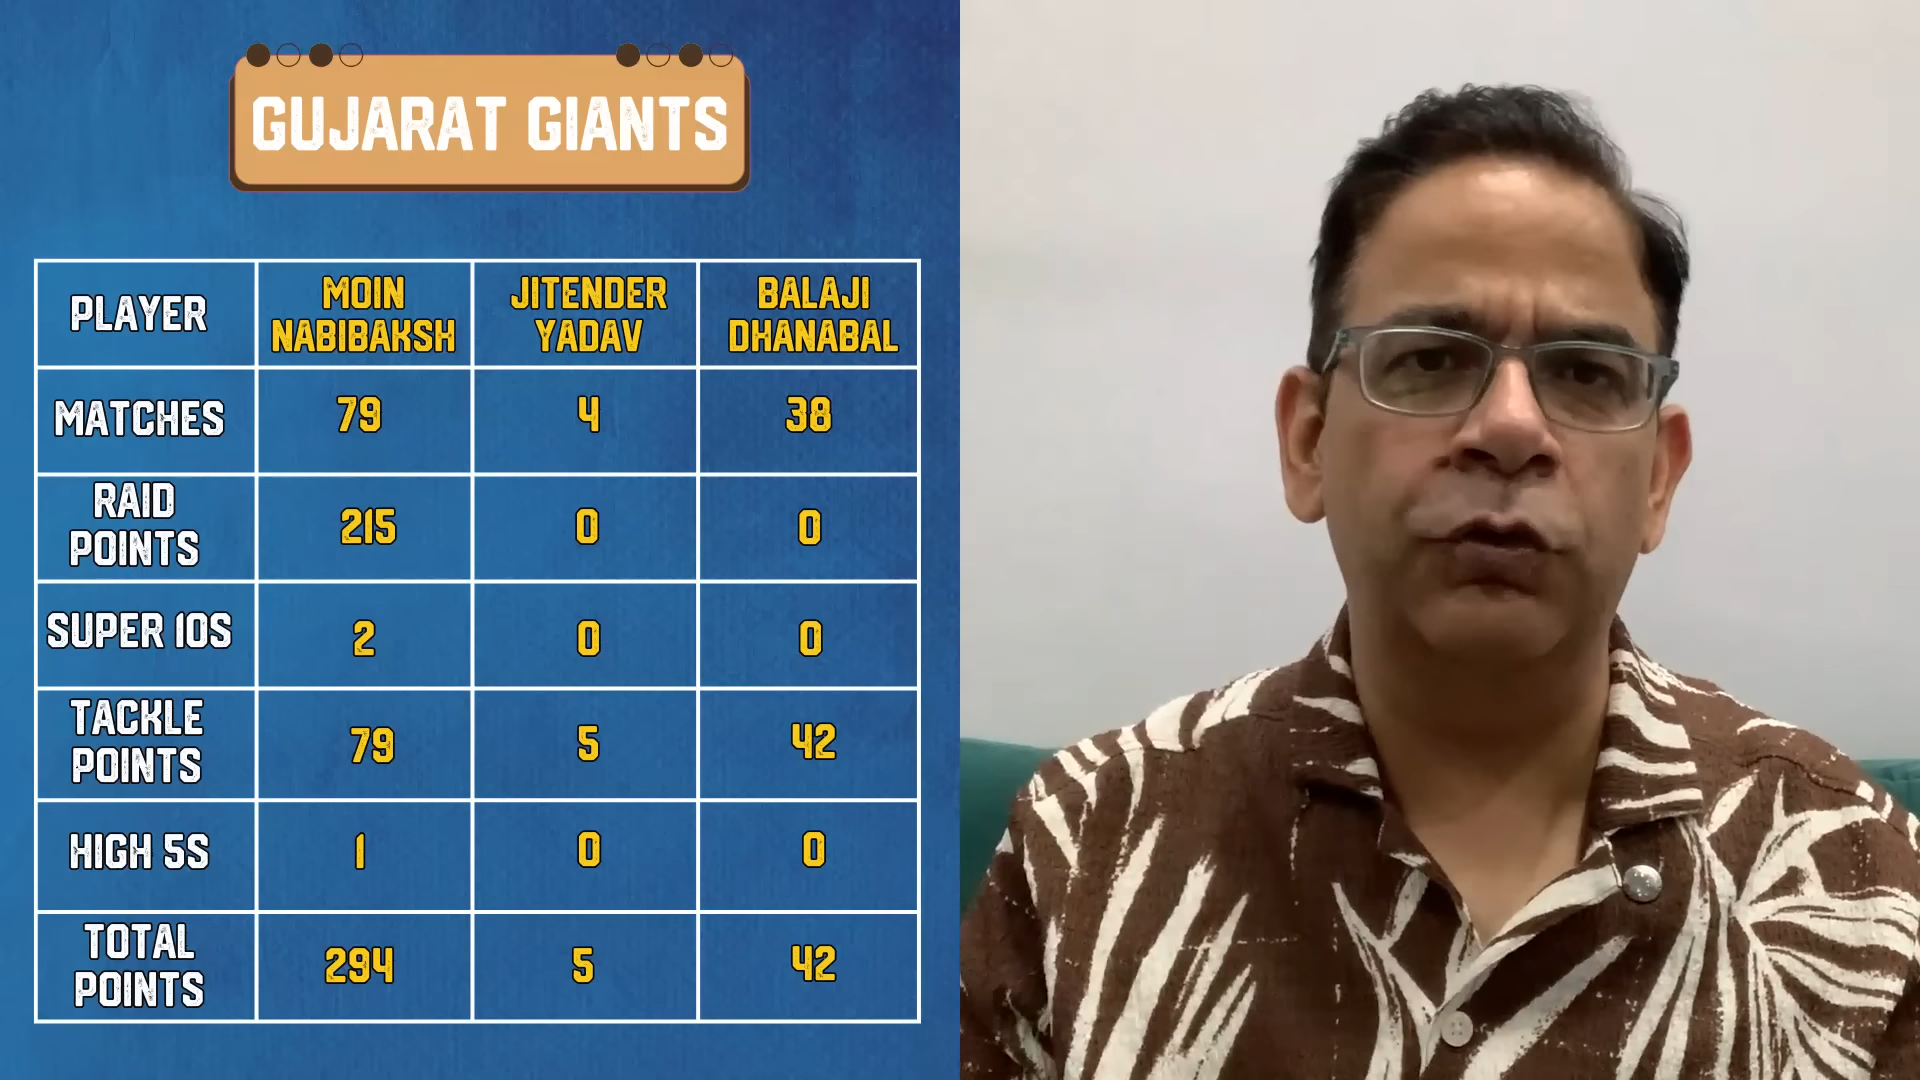 GUJARAT GIANTS
PLAYER MOIN NABIBAKSH JITENDER YADAV BALAJI DHANABAL
MATCHES 79 4 38
RAID POINTS 215 0 0
SUPER 10S 2 0 0
TACKLE POINTS 79 5 42
HIGH 5S 1 0 0
TOTAL POINTS 294 5 42